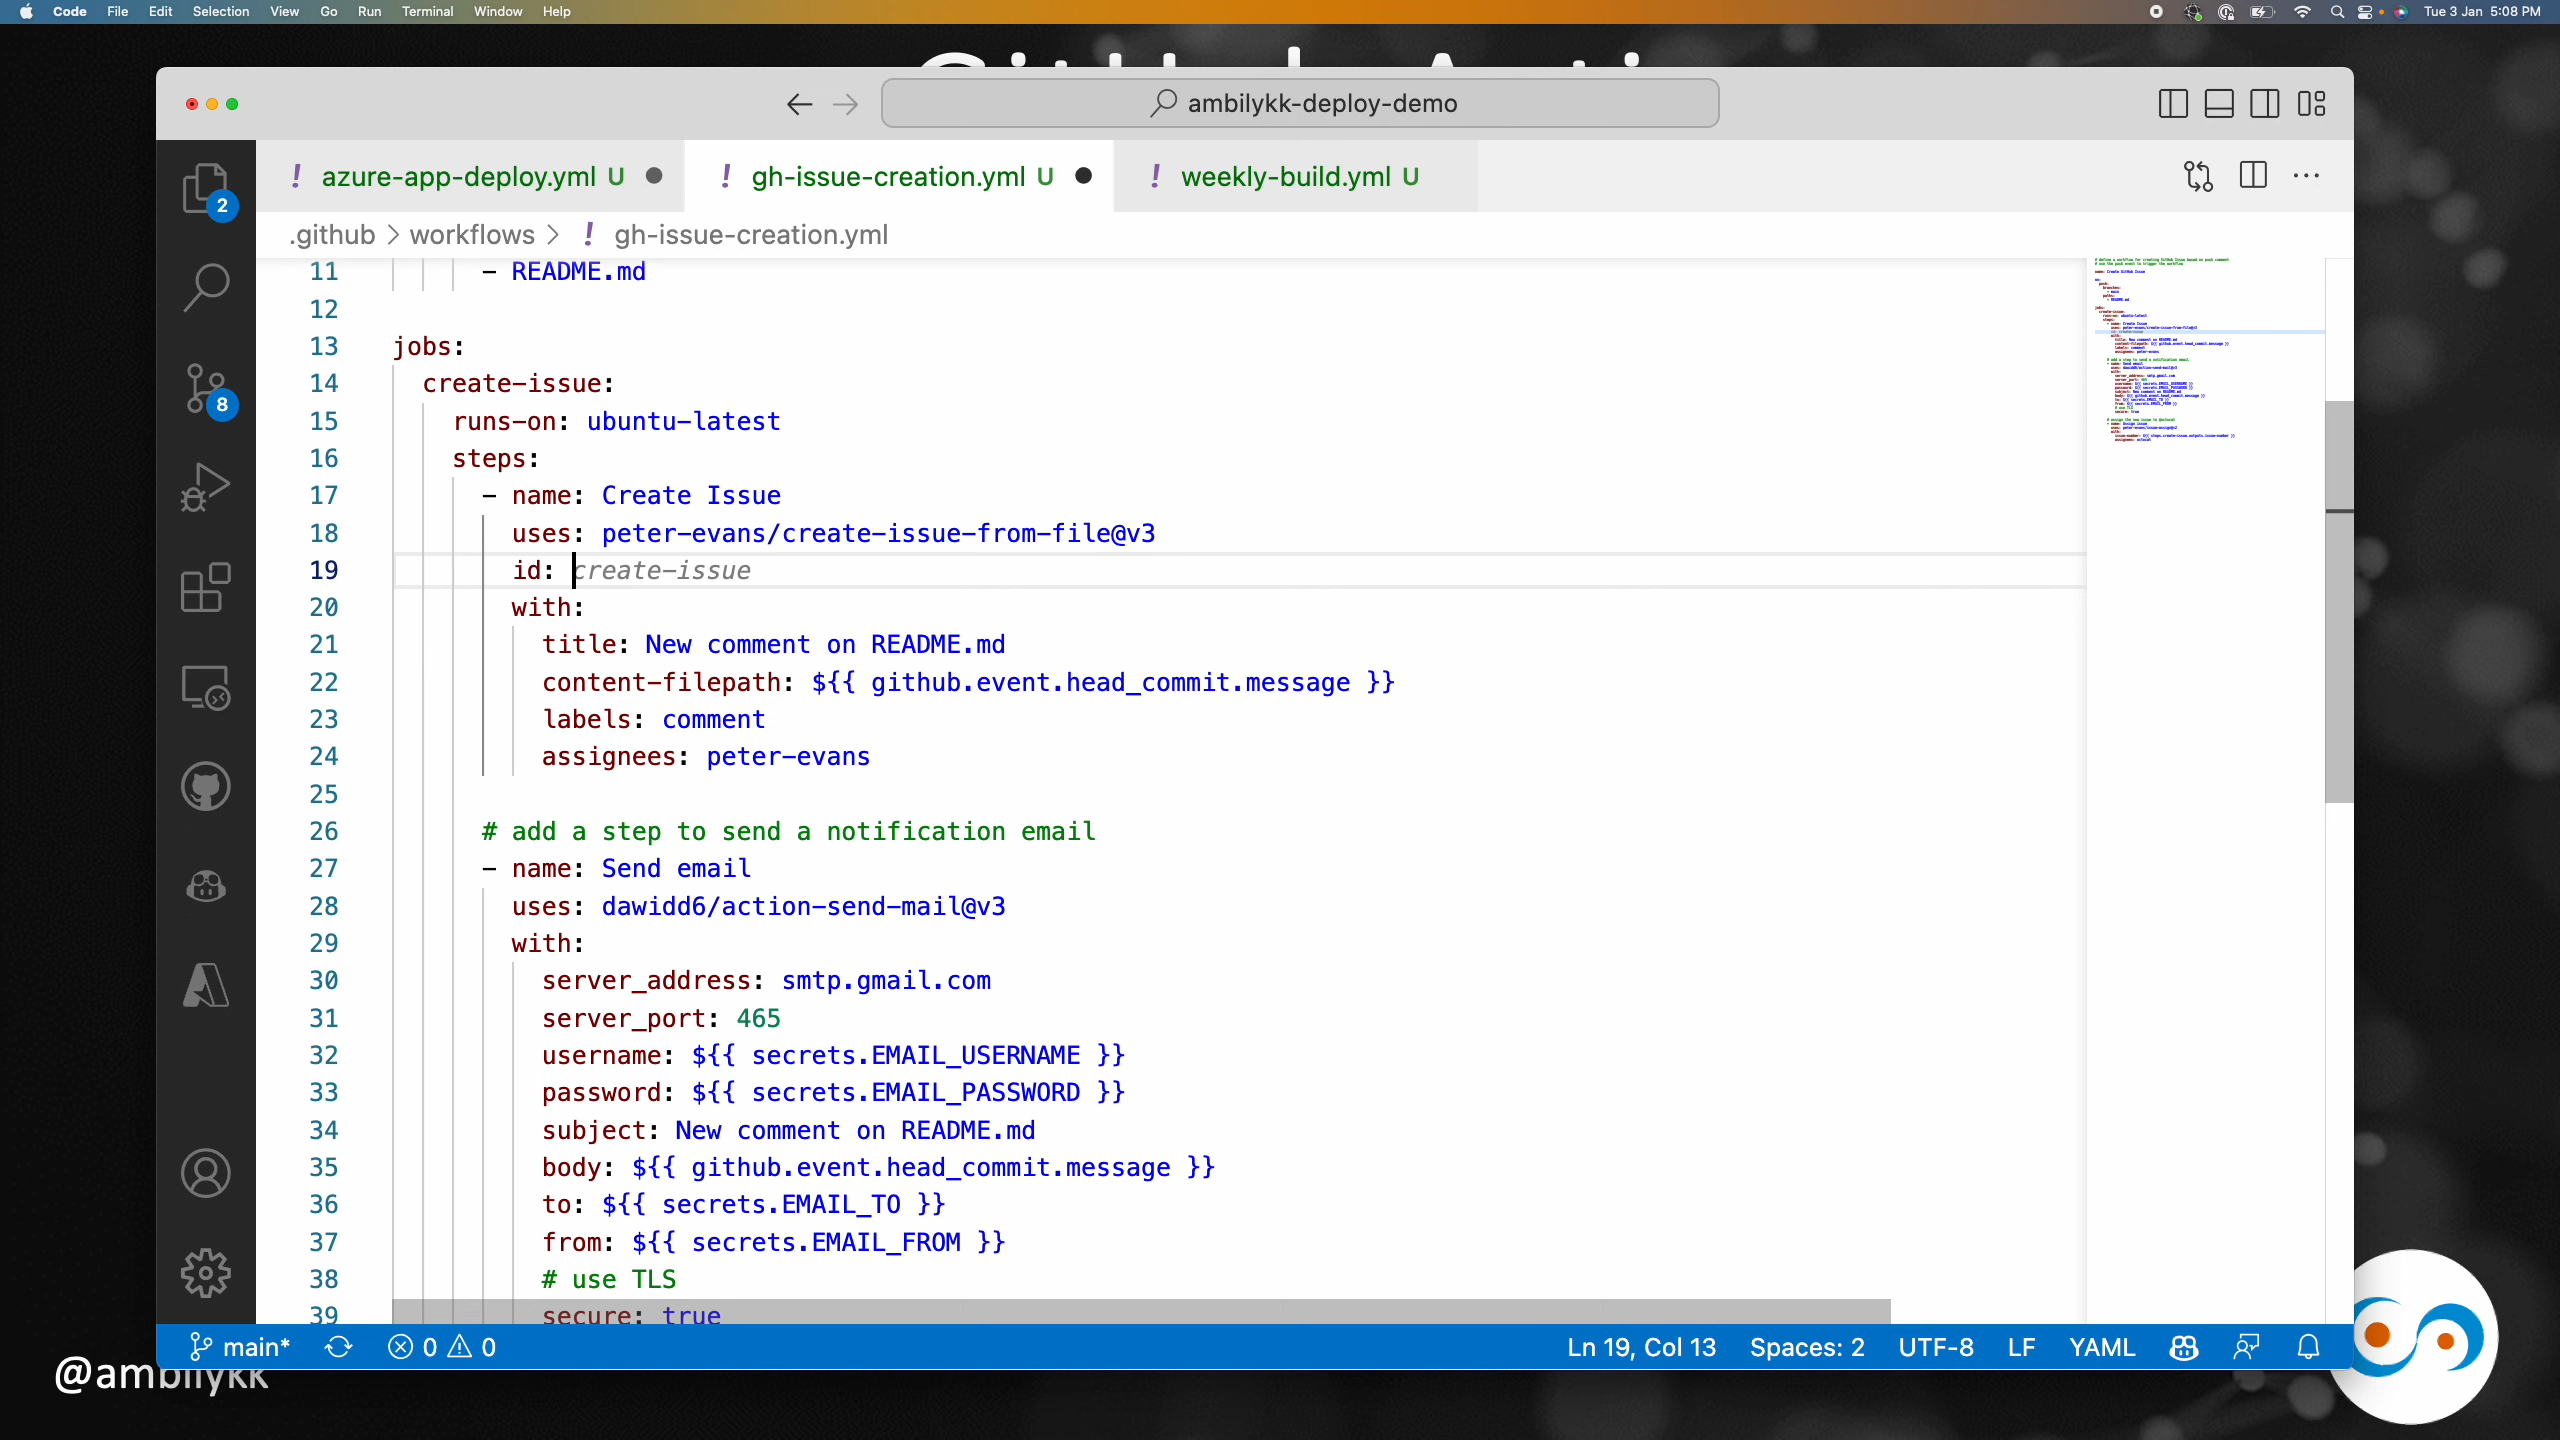 Code File Edit Selection View Go Run Terminal Window Help
Tue 3 Jan 5:08 PM
ambilykk-deploy-demo
! azure-app-deploy.yml U
! gh-issue-creation.yml U
! weekly-build.yml U
.github > workflows > ! gh-issue-creation.yml
2
8
11 - README.md
12
13 jobs:
14 create-issue:
15 runs-on: ubuntu-latest
16 steps:
17 - name: Create Issue
18 uses: peter-evans/create-issue-from-file@v3
19 id: create-issue
20 with:
21 title: New comment on README.md
22 content-filepath: ${{ github.event.head_commit.message }}
23 labels: comment
24 assignees: peter-evans
25
26 # add a step to send a notification email
27 - name: Send email
28 uses: dawidd6/action-send-mail@v3
29 with:
30 server_address: smtp.gmail.com
31 server_port: 465
32 username: ${{ secrets.EMAIL_USERNAME }}
33 password: ${{ secrets.EMAIL_PASSWORD }}
34 subject: New comment on README.md
35 body: ${{ github.event.head_commit.message }}
36 to: ${{ secrets.EMAIL_TO }}
37 from: ${{ secrets.EMAIL_FROM }}
38 # use TLS
39 secure: true
main* 0 0 Ln 19, Col 13 Spaces: 2 UTF-8 LF YAML
@ambilykk